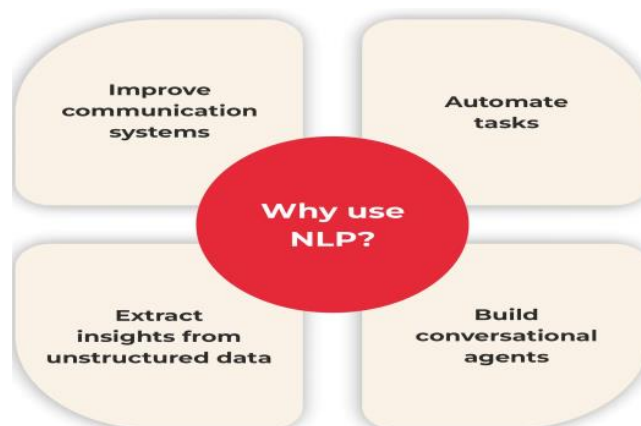 Improve
communication
systems
Automate
tasks
Why use
NLP?
Extract
insights from
unstructured data
Build
conversational
agents